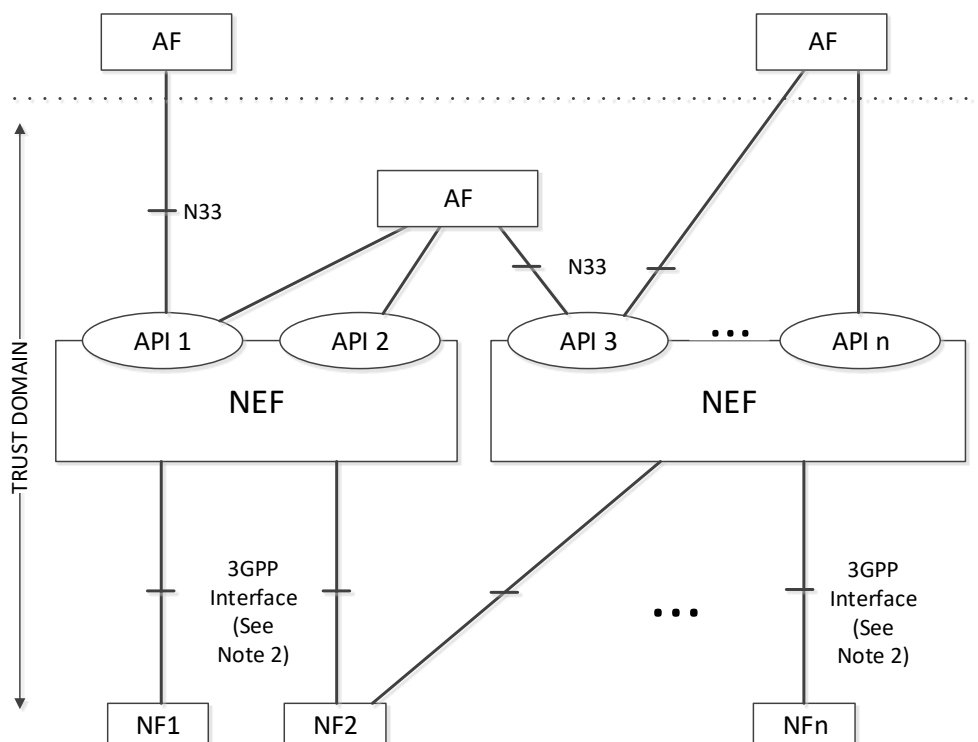 AF
AF
AF
N33
N33
API 1
API 2
API 3
...
API n
NEF
NEF
TRUST DOMAIN
3GPP
Interface
(See
Note 2)
...
3GPP
Interface
(See
Note 2)
NF1
NF2
NFn